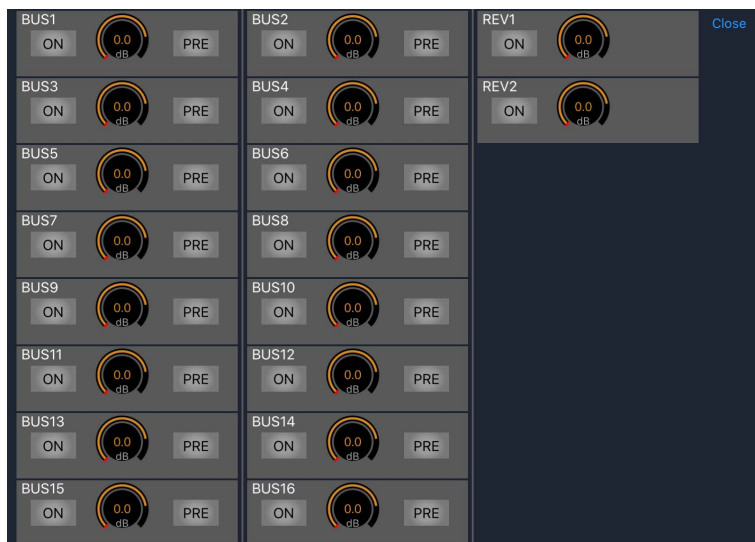 BUS1
ON 0.0 dB PRE
BUS2
ON 0.0 dB PRE
REV1
ON 0.0 dB
Close
BUS3
ON 0.0 dB PRE
BUS4
ON 0.0 dB PRE
REV2
ON 0.0 dB
BUS5
ON 0.0 dB PRE
BUS6
ON 0.0 dB PRE
BUS7
ON 0.0 dB PRE
BUS8
ON 0.0 dB PRE
BUS9
ON 0.0 dB PRE
BUS10
ON 0.0 dB PRE
BUS11
ON 0.0 dB PRE
BUS12
ON 0.0 dB PRE
BUS13
ON 0.0 dB PRE
BUS14
ON 0.0 dB PRE
BUS15
ON 0.0 dB PRE
BUS16
ON 0.0 dB PRE